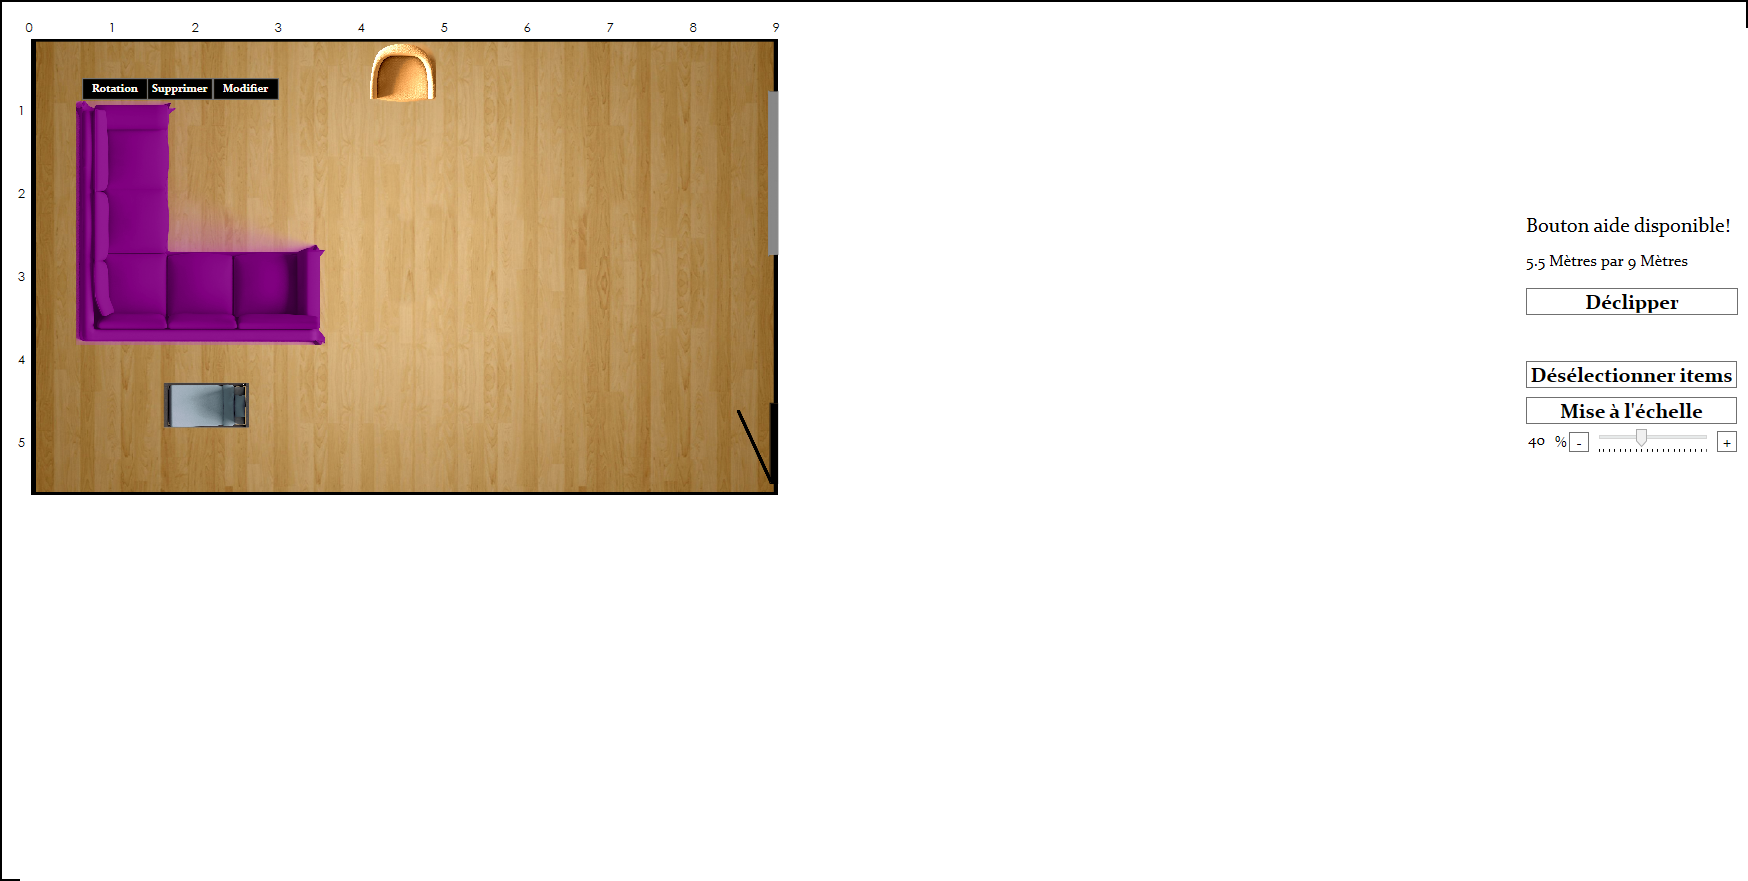 0 1 2 3 4 5 6 7 8 9
Rotation Supprimer Modifier
1
2
3
4
5
Bouton aide disponible!
5.5 Mètres par 9 Mètres
Déclipper
Désélectionner items
Mise à l'échelle
40 % - +